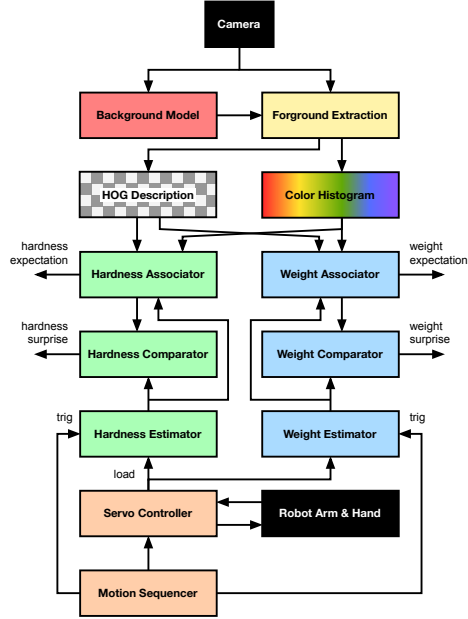 Camera
Background Model
Forground Extraction
HOG Description
Color Histogram
hardness
expectation
Hardness Associator
Weight Associator
weight
expectation
hardness
surprise
Hardness Comparator
Weight Comparator
weight
surprise
trig
Hardness Estimator
Weight Estimator
trig
load
Servo Controller
Robot Arm & Hand
Motion Sequencer